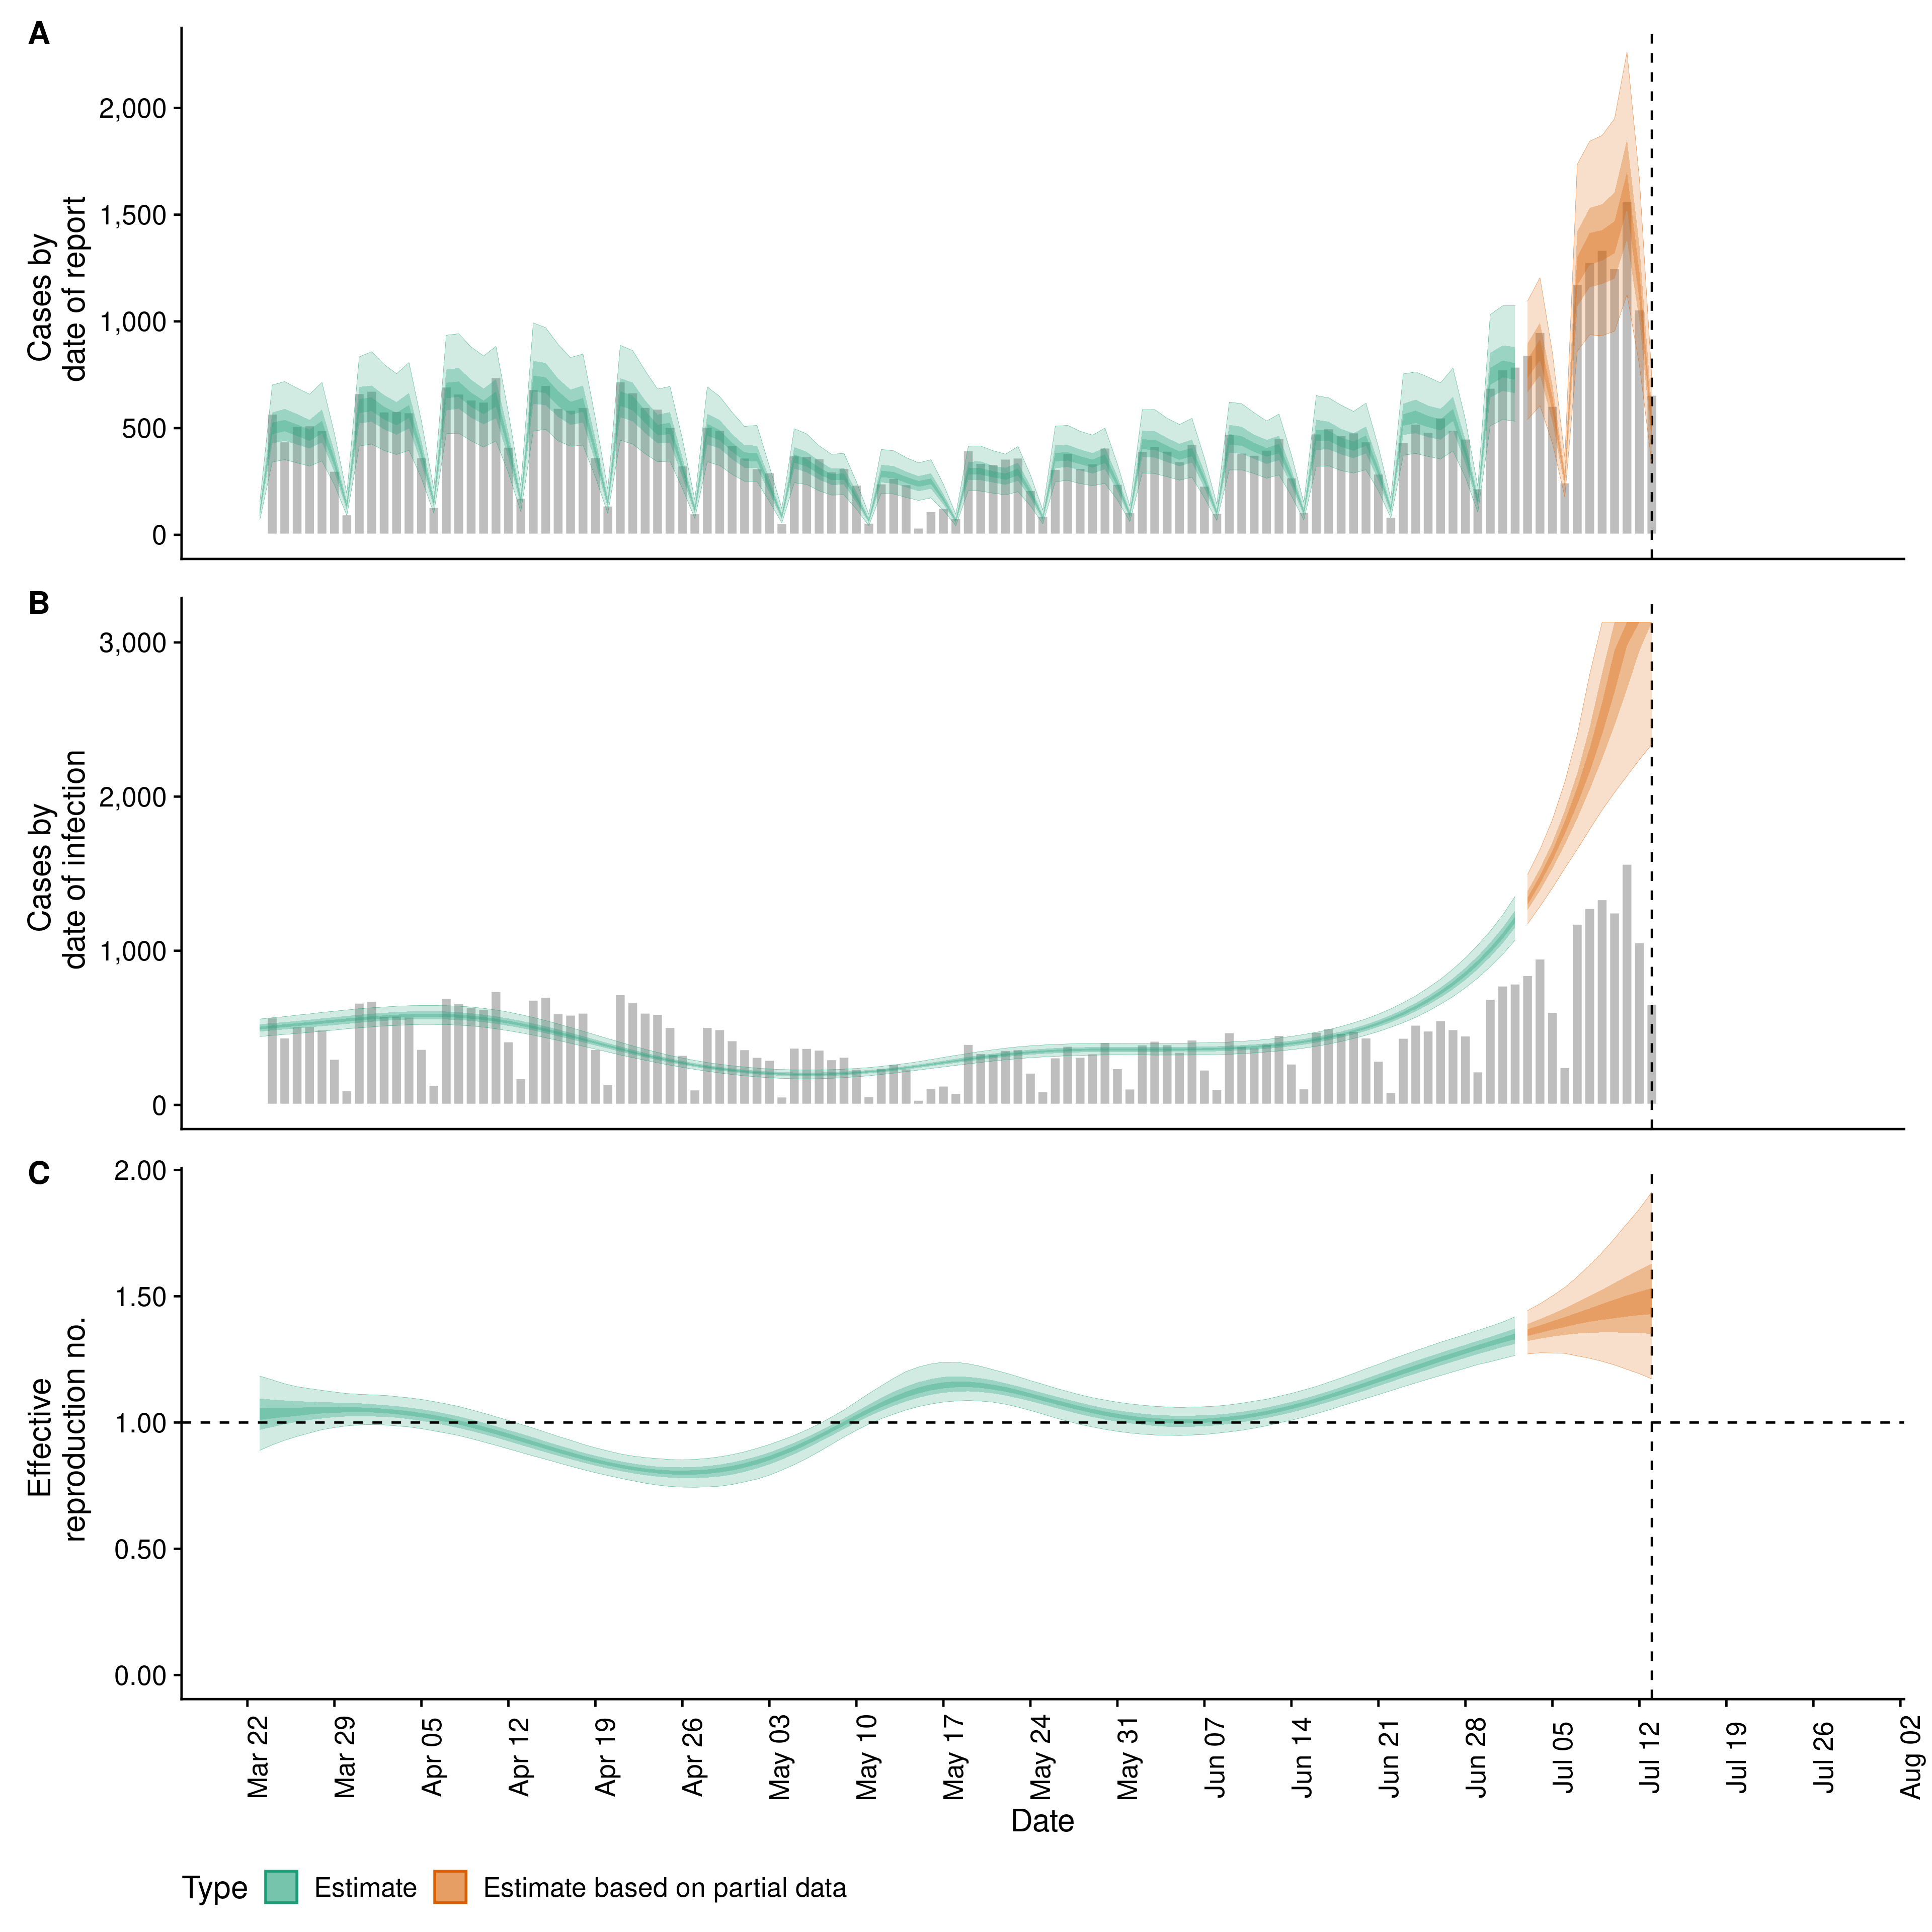 A
Cases by
date of report
2,000
1,500
1,000
500
0
B
Cases by
date of infection
3,000
2,000
1,000
0
C
Effective
reproduction no.
2.00
1.50
1.00
0.50
0.00
Mar 22
Mar 29
Apr 05
Apr 12
Apr 19
Apr 26
May 03
May 10
May 17
May 24
May 31
Jun 07
Jun 14
Jun 21
Jun 28
Jul 05
Jul 12
Jul 19
Jul 26
Aug 02
Date
Type Estimate Estimate based on partial data